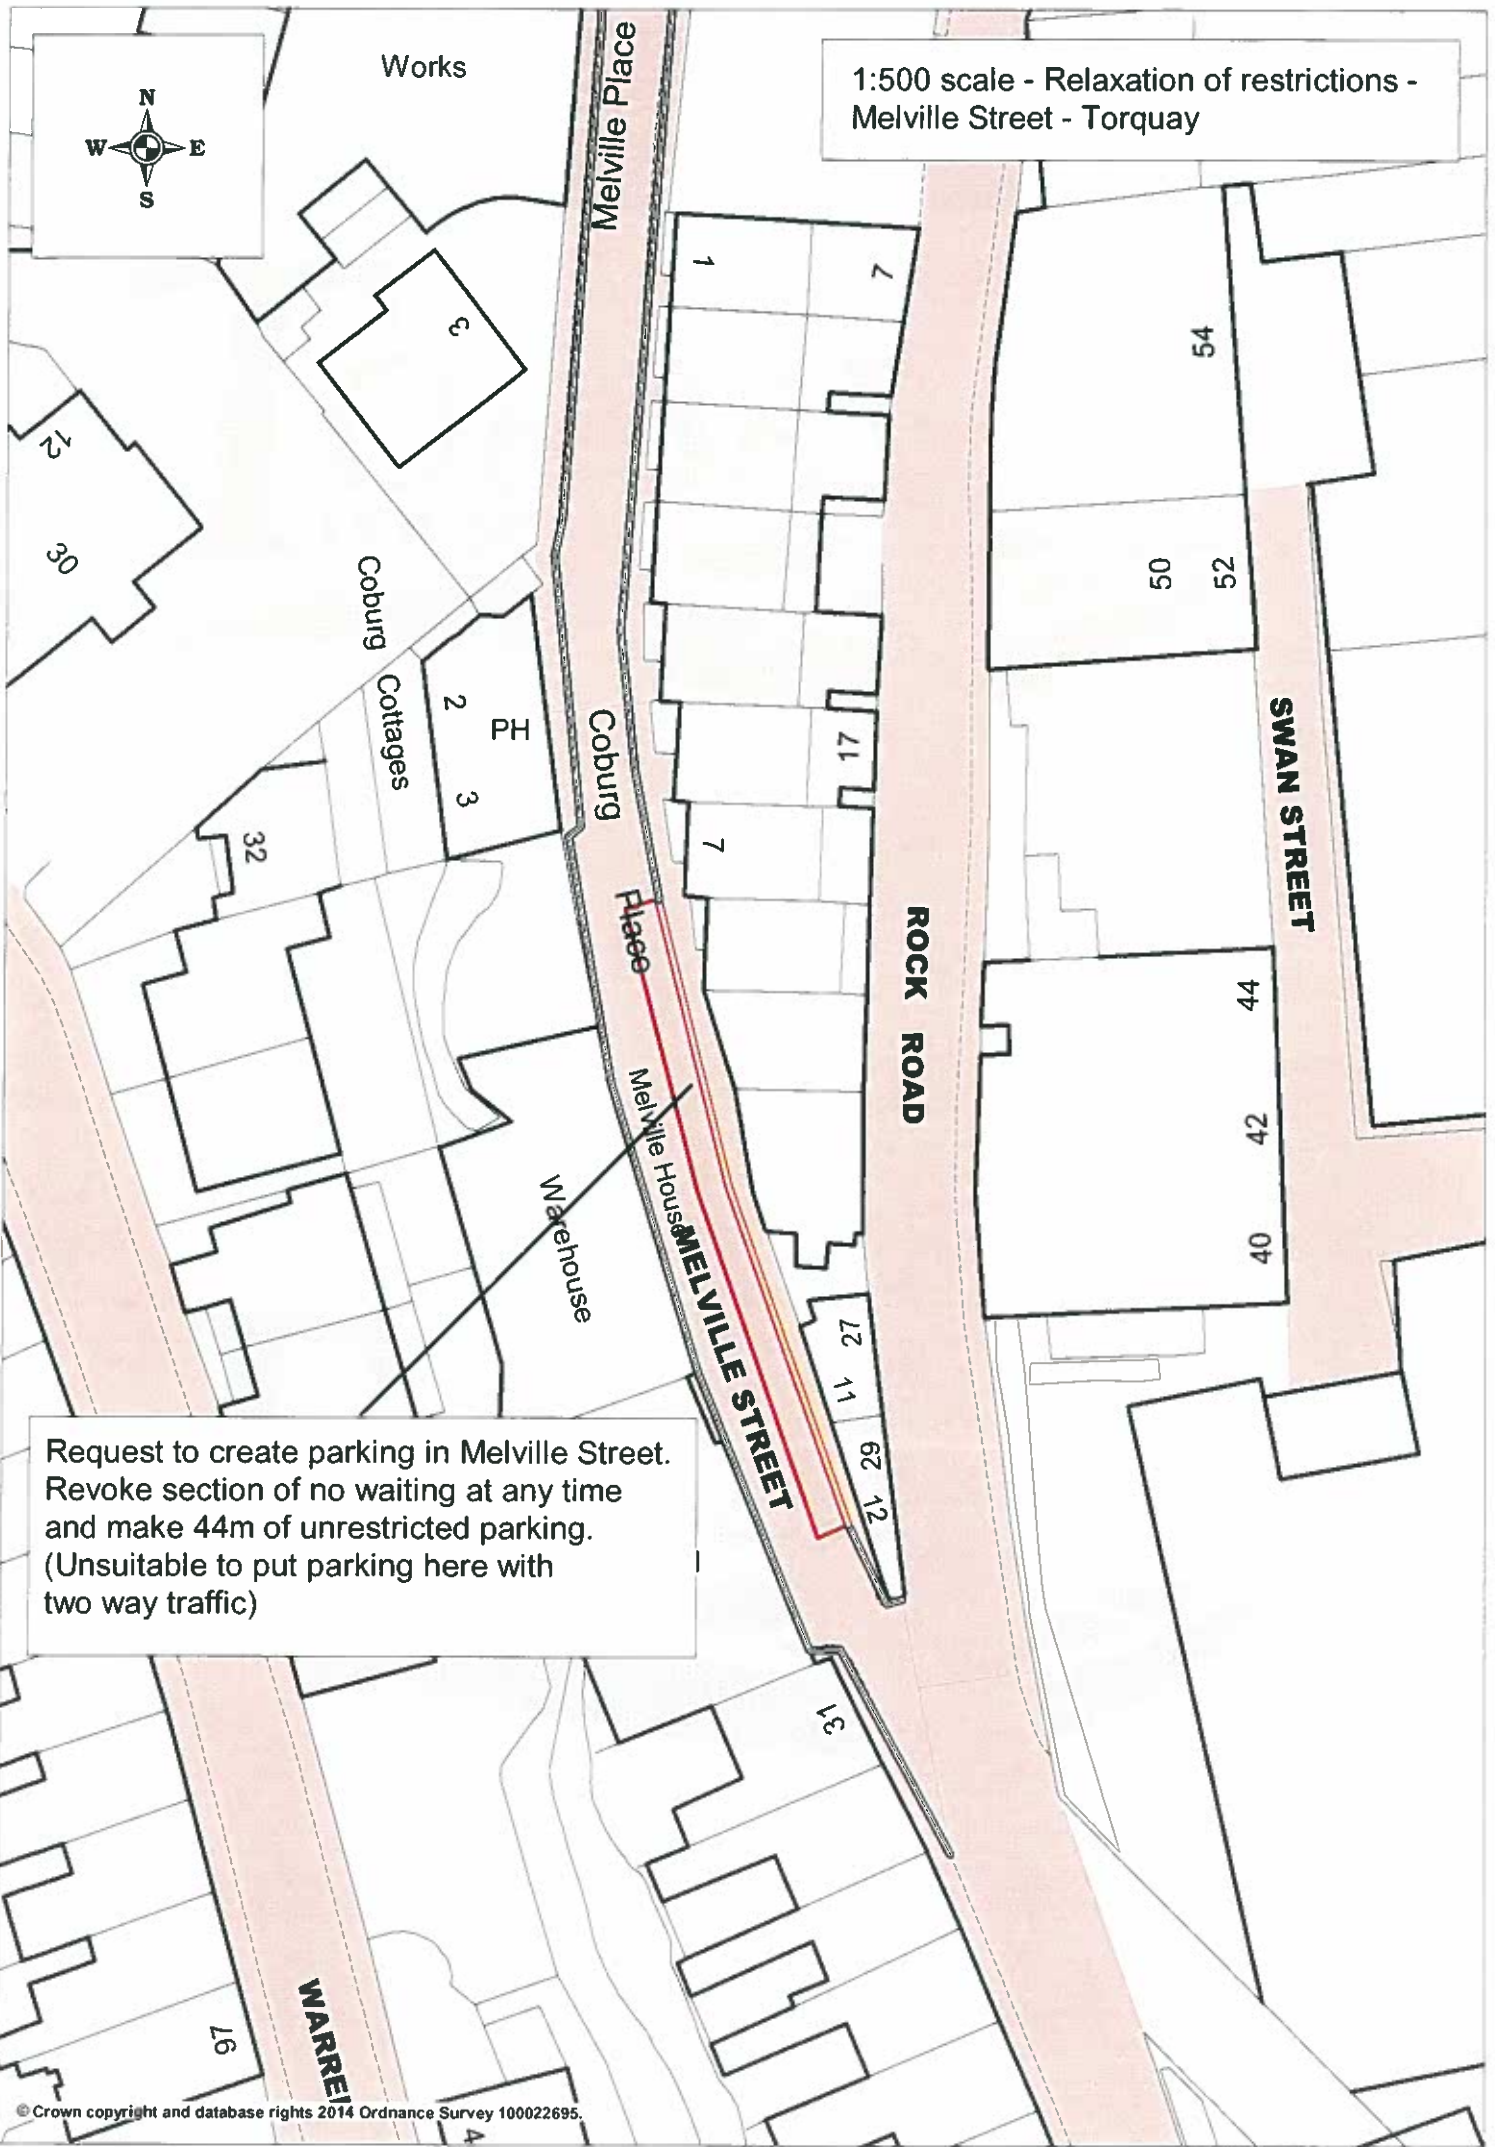 N
W E
S
Works
Melville Place
1:500 scale - Relaxation of restrictions -
Melville Street - Torquay
1
7
3
54
12
30
50
52
Coburg Cottages
2
PH
3
Coburg Place
17
7
32
SWAN STREET
ROCK ROAD
44
42
40
Melville House
Warehouse
MELVILLE STREET
27
11
29
12
Request to create parking in Melville Street.
Revoke section of no waiting at any time
and make 44m of unrestricted parking.
(Unsuitable to put parking here with
two way traffic)
31
97
WARRE
4
© Crown copyright and database rights 2014 Ordnance Survey 100022695.